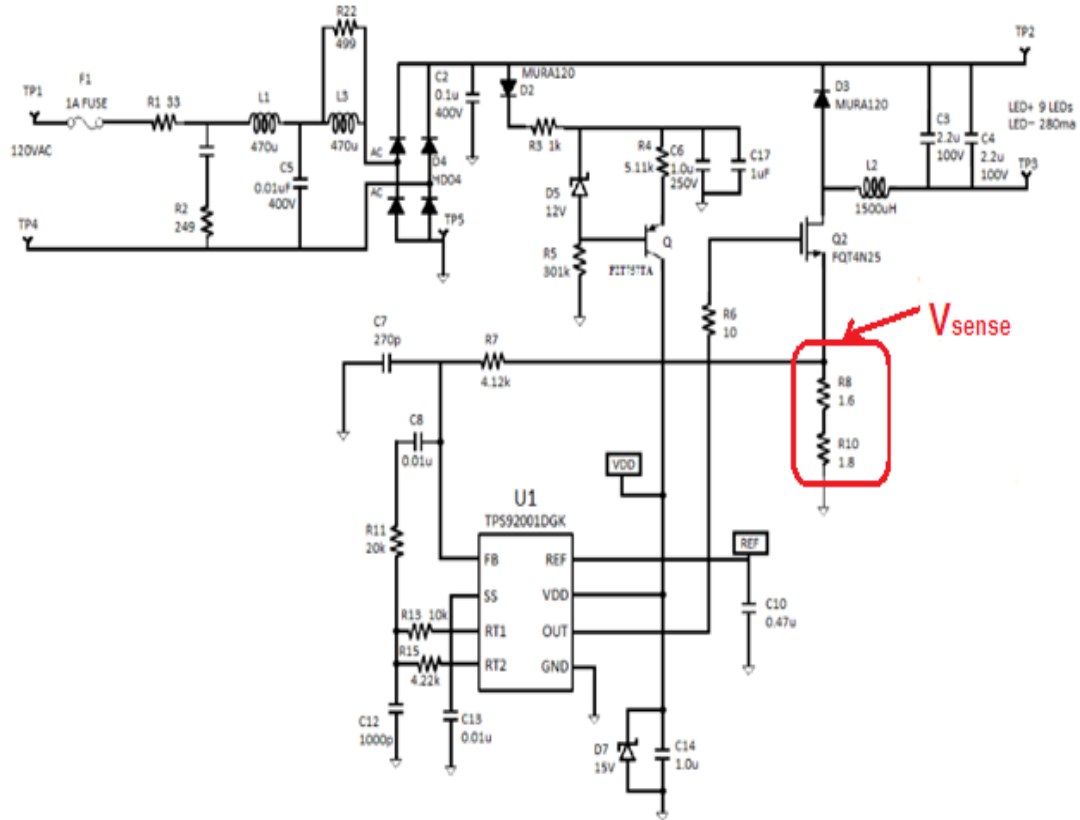 R22
499
TP1
F1
1A FUSE
R1 33
L1
470u
L3
470u
120VAC
C5
0.01uF
400V
R2
249
TP4
AC
AC
D4
HD04
TP5
C2
0.1u
400V
MURA120
D2
R3 1k
D5
12V
R4
5.11k
C6
1.0u
250V
C17
1uF
R5
301k
Q
D3
MURA120
TP2
C3
2.2u
100V
C4
2.2u
100V
LED+ 9 LEDs
LED- 280ma
TP3
L2
1500uH
Q2
FQT4N25
R6
10
Vsense
C7
270p
R7
4.12k
R8
1.6
R10
1.8
C8
0.01u
VDD
U1
TPS92001DGK
R11
20k
FB
SS
RT1
RT2
REF
VDD
OUT
GND
REF
C10
0.47u
R13 10k
R15
4.22k
C12
1000p
C13
0.01u
D7
15V
C14
1.0u